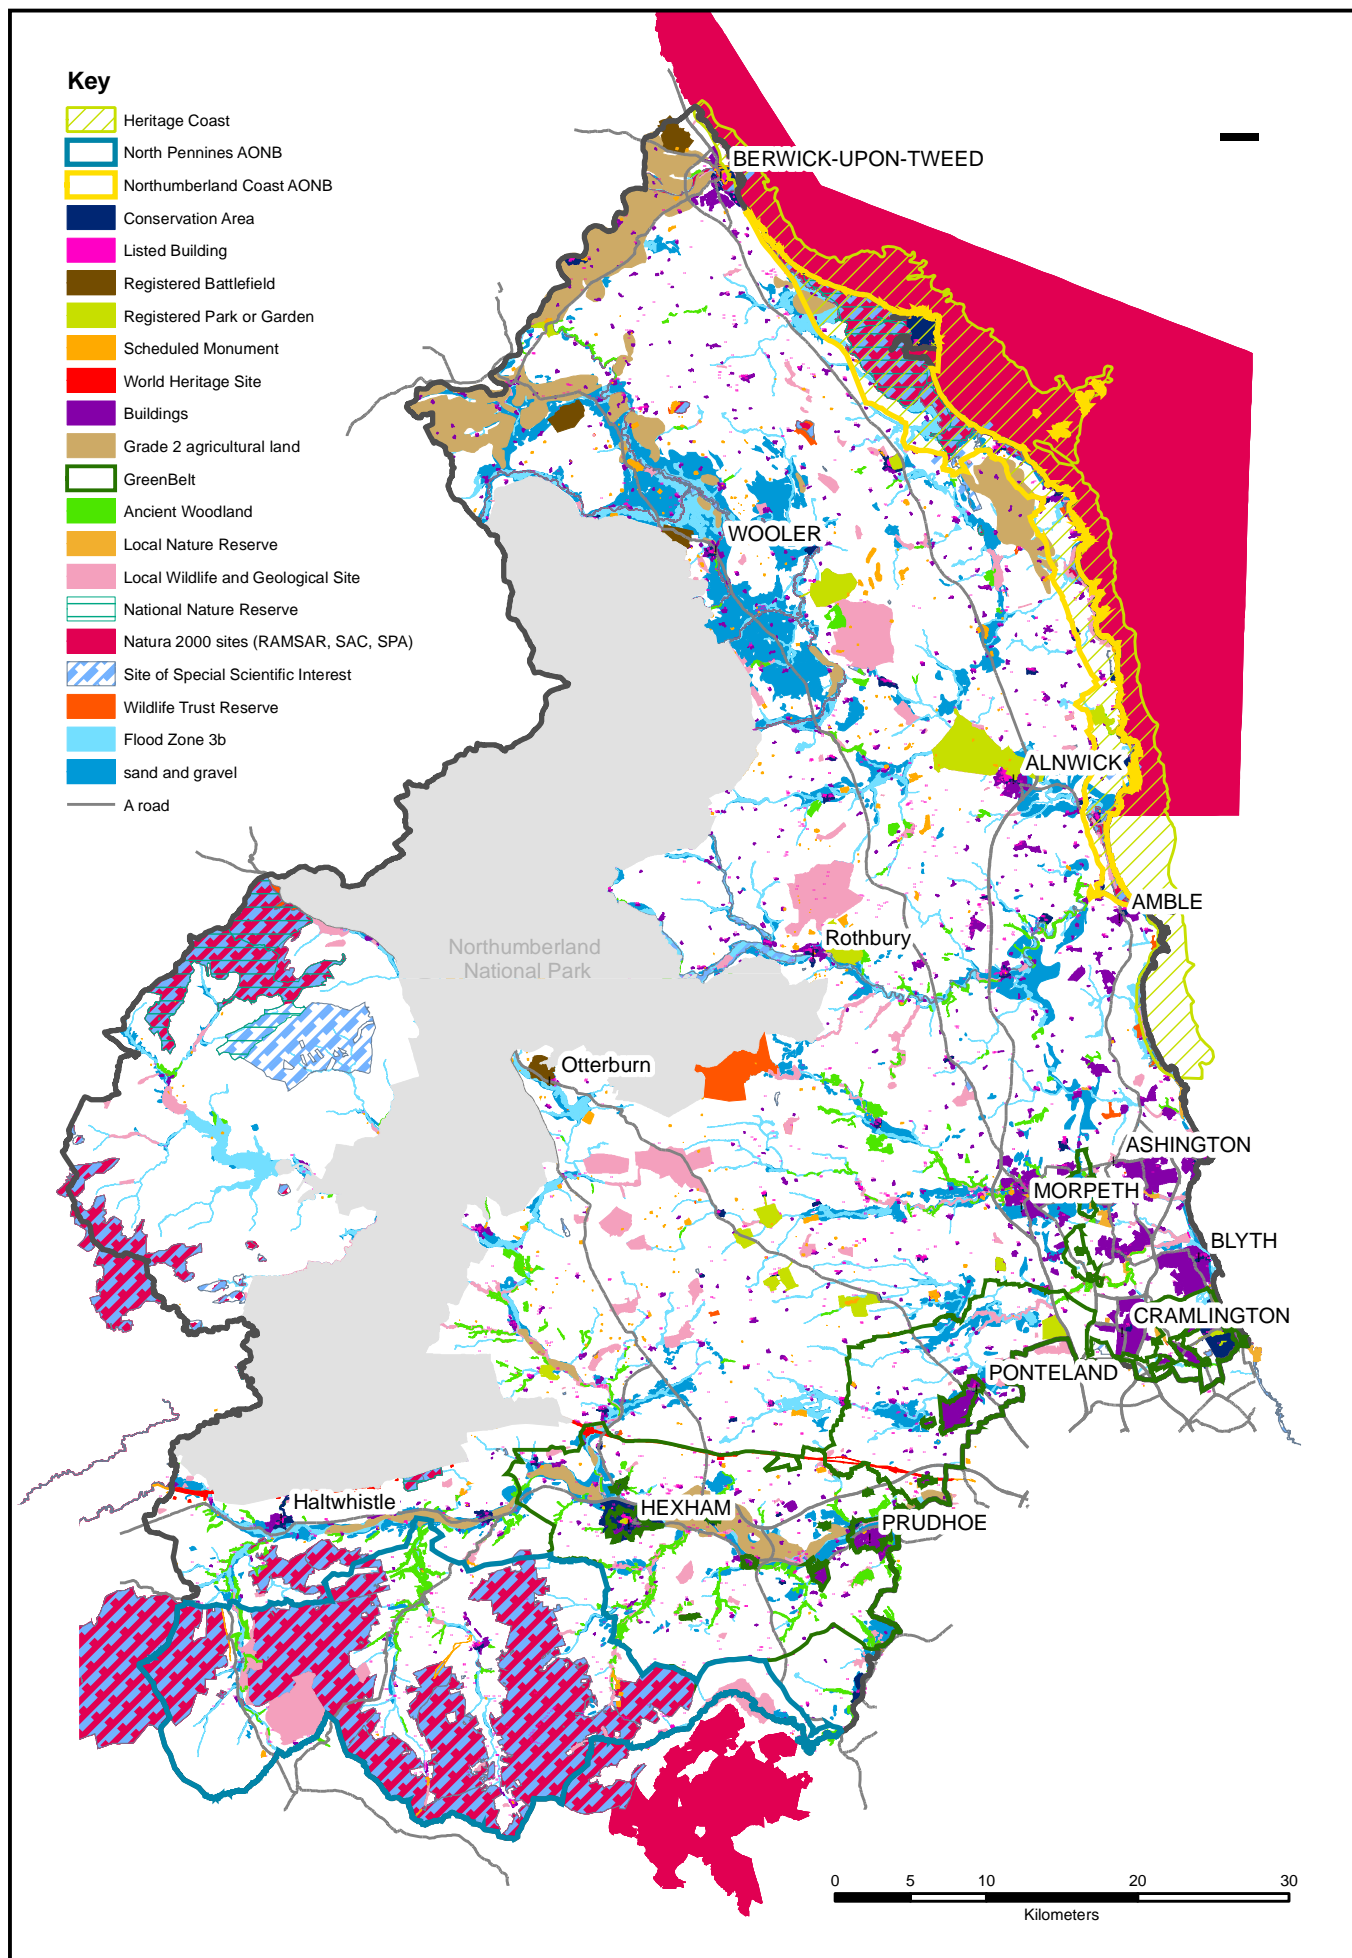 Key
Heritage Coast
North Pennines AONB
Northumberland Coast AONB
Conservation Area
Listed Building
Registered Battlefield
Registered Park or Garden
Scheduled Monument
World Heritage Site
Buildings
Grade 2 agricultural land
GreenBelt
Ancient Woodland
Local Nature Reserve
Local Wildlife and Geological Site
National Nature Reserve
Natura 2000 sites (RAMSAR, SAC, SPA)
Site of Special Scientific Interest
Wildlife Trust Reserve
Flood Zone 3b
sand and gravel
A road
BERWICK-UPON-TWEED
WOOLER
ALNWICK
AMBLE
Rothbury
Northumberland
National Park
Otterburn
ASHINGTON
MORPETH
BLYTH
CRAMLINGTON
PONTELAND
Haltwhistle
HEXHAM
PRUDHOE
0 5 10 20 30
Kilometers